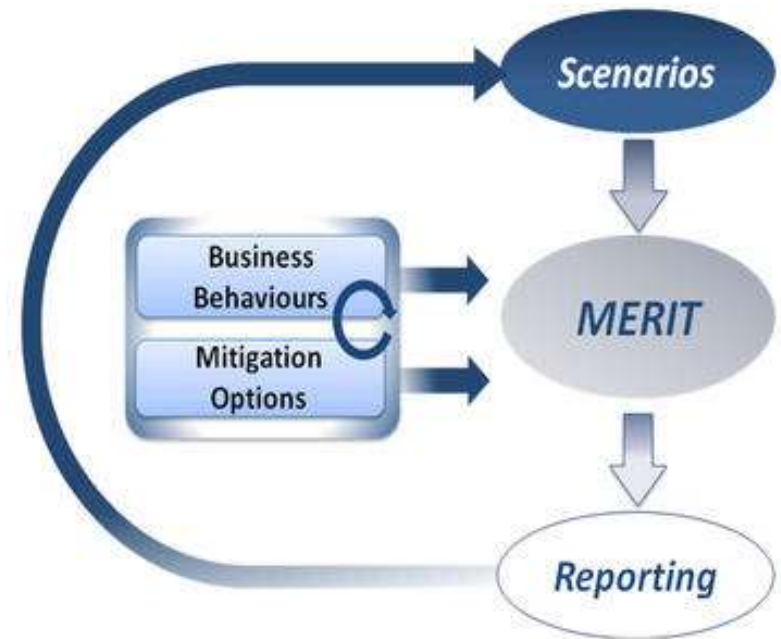 Scenarios
Business
Behaviours
MERIT
Mitigation
Options
Reporting